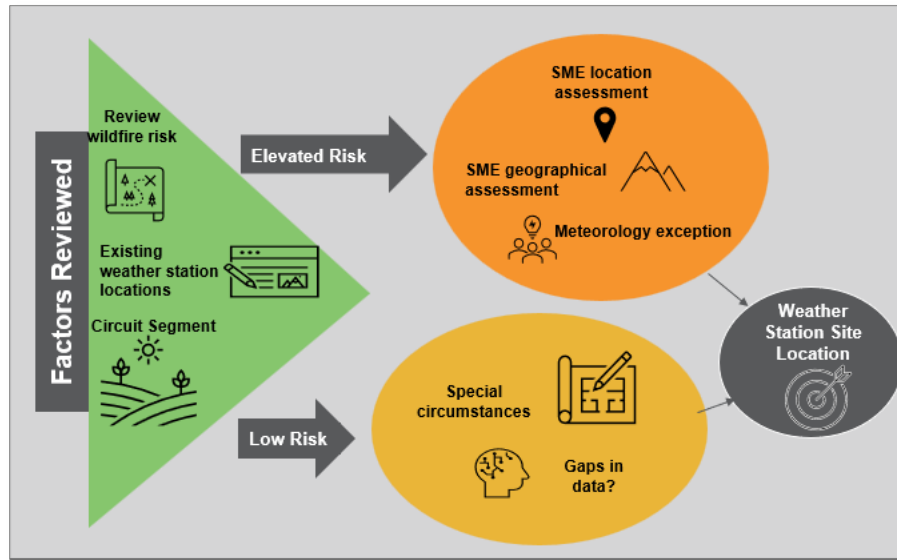 Factors Reviewed
Review
wildfire risk
Existing
weather station
locations
Circuit Segment
Elevated Risk
Low Risk
SME location
assessment
SME geographical
assessment
Meteorology exception
Special
circumstances
Gaps in
data?
Weather
Station Site
Location